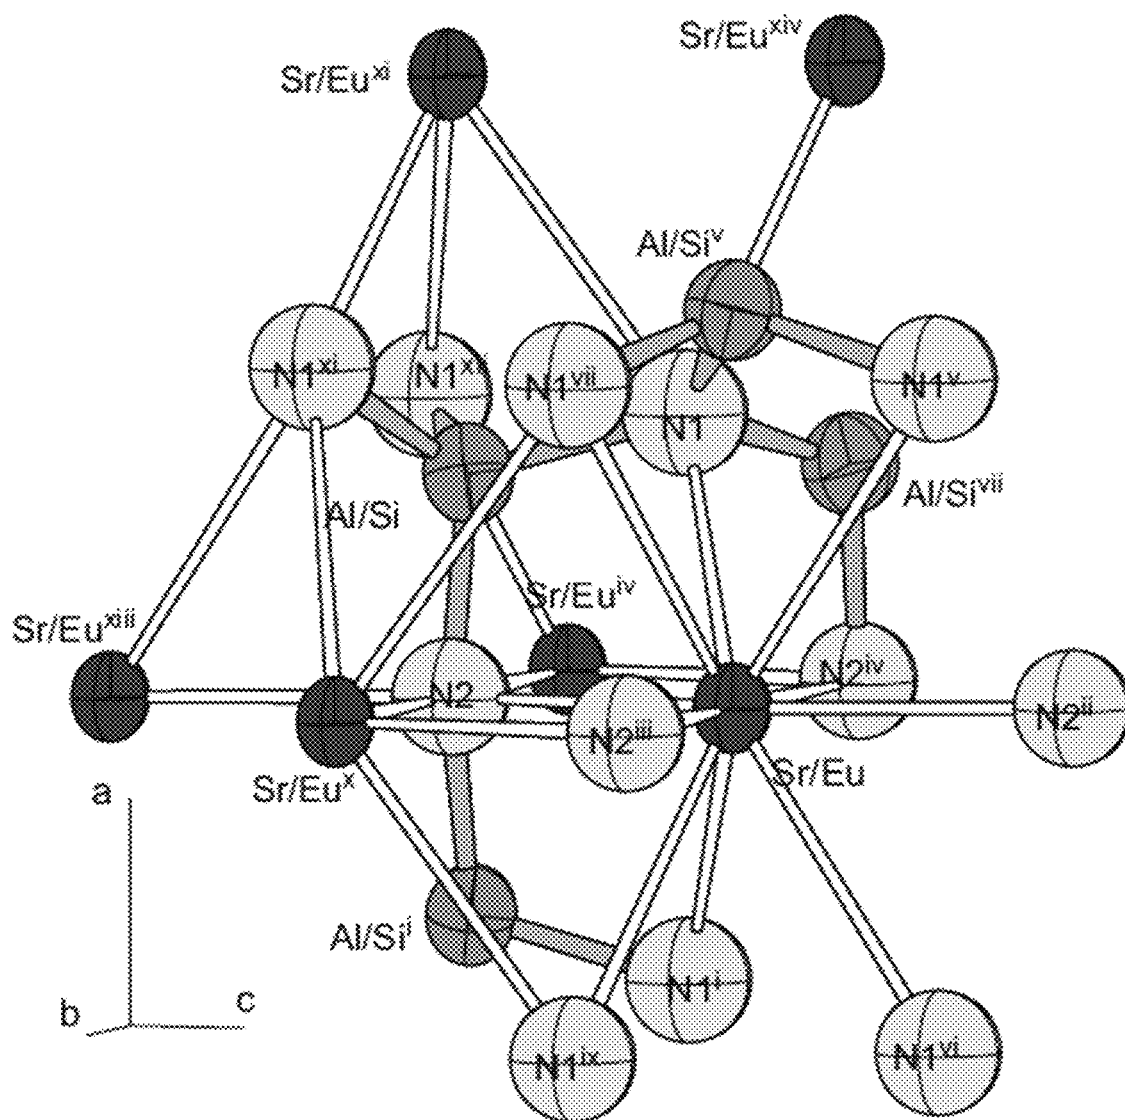 Sr/Eu^xiv
Sr/Eu^xi
Al/Si^v
N1^xi
N1^xii
N1^vii
N1
N1^v
Al/Si
Al/Si^vii
Sr/Eu^iv
Sr/Eu^xiii
N2
N2^iv
N2^iii
N2^ii
Sr/Eu^x
Sr/Eu
a
Al/Si^i
N1^i
b
c
N1^ix
N1^vi